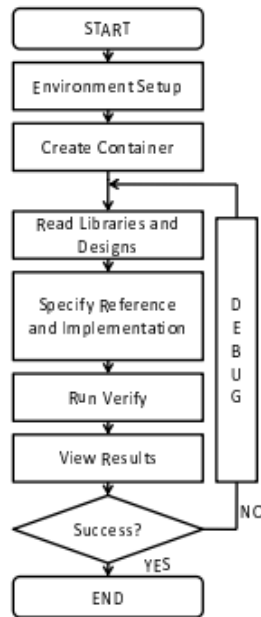 START
Environment Setup
Create Container
Read Libraries and
Designs
Specify Reference
and Implementation
Run Verify
View Results
Success?
YES
END
NO
D
E
B
U
G